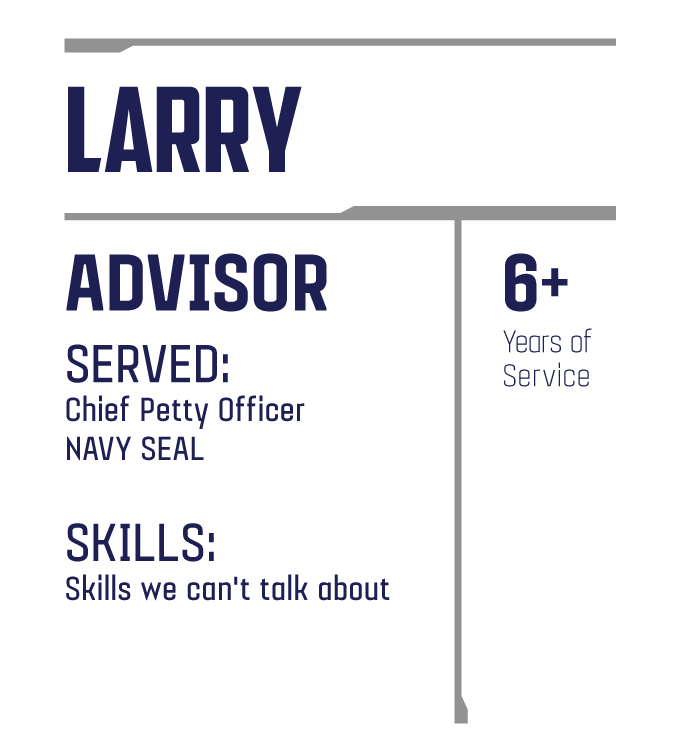 LARRY
ADVISOR
SERVED:
Chief Petty Officer
NAVY SEAL
SKILLS:
Skills we can't talk about
6+
Years of
Service